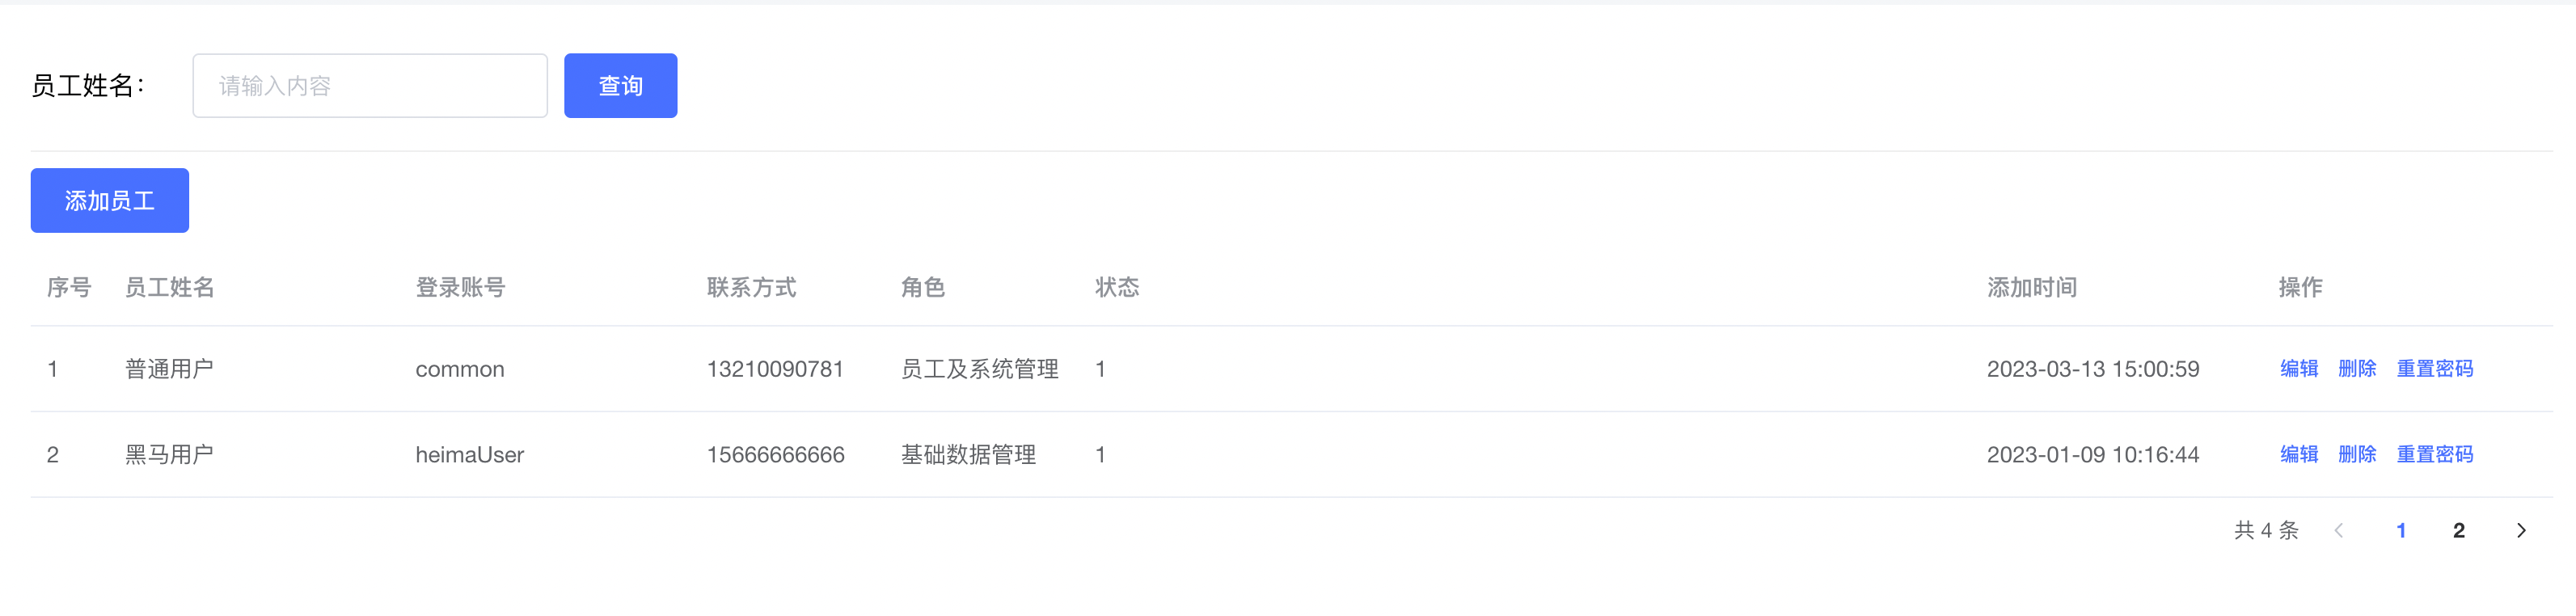 员工姓名： 请输入内容 查询
添加员工
序号 员工姓名 登录账号 联系方式 角色 状态 添加时间 操作
1 普通用户 common 13210090781 员工及系统管理 1 2023-03-13 15:00:59 编辑 删除 重置密码
2 黑马用户 heimaUser 15666666666 基础数据管理 1 2023-01-09 10:16:44 编辑 删除 重置密码
共 4 条 1 2